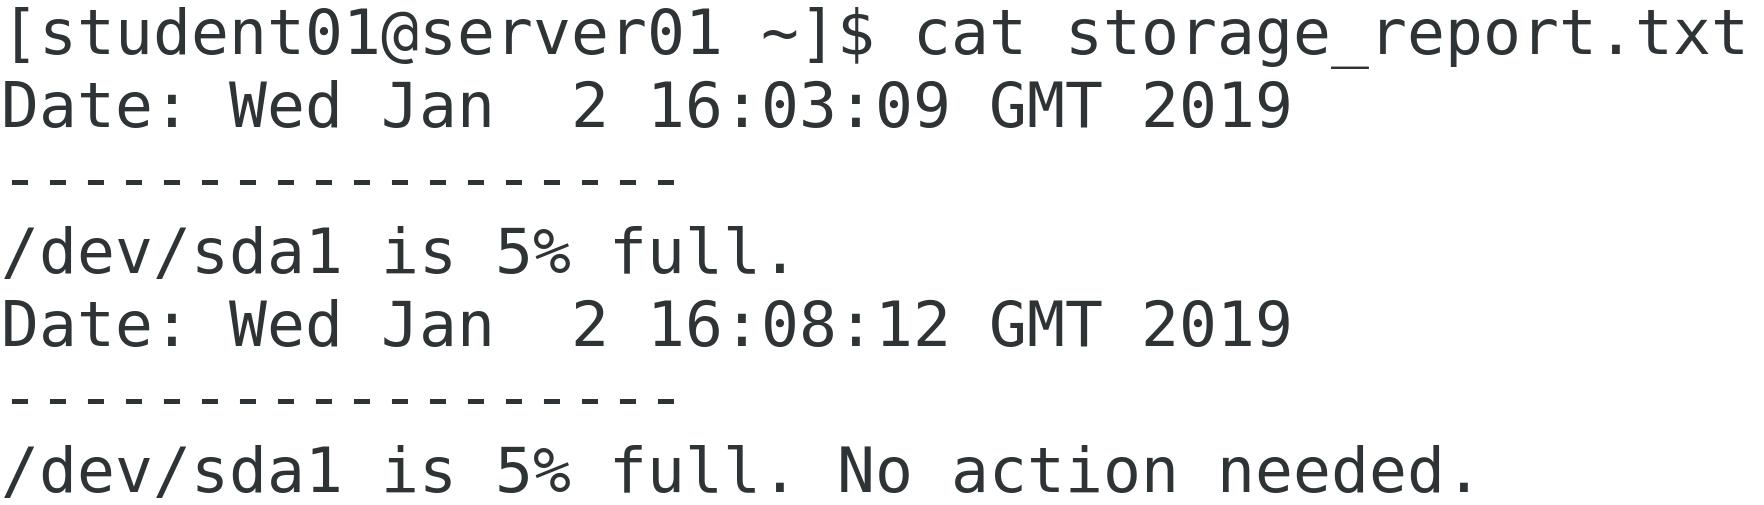 [student01@server01 ~]$ cat storage_report.txt
Date: Wed Jan  2 16:03:09 GMT 2019
------------------
/dev/sda1 is 5% full.
Date: Wed Jan  2 16:08:12 GMT 2019
------------------
/dev/sda1 is 5% full. No action needed.